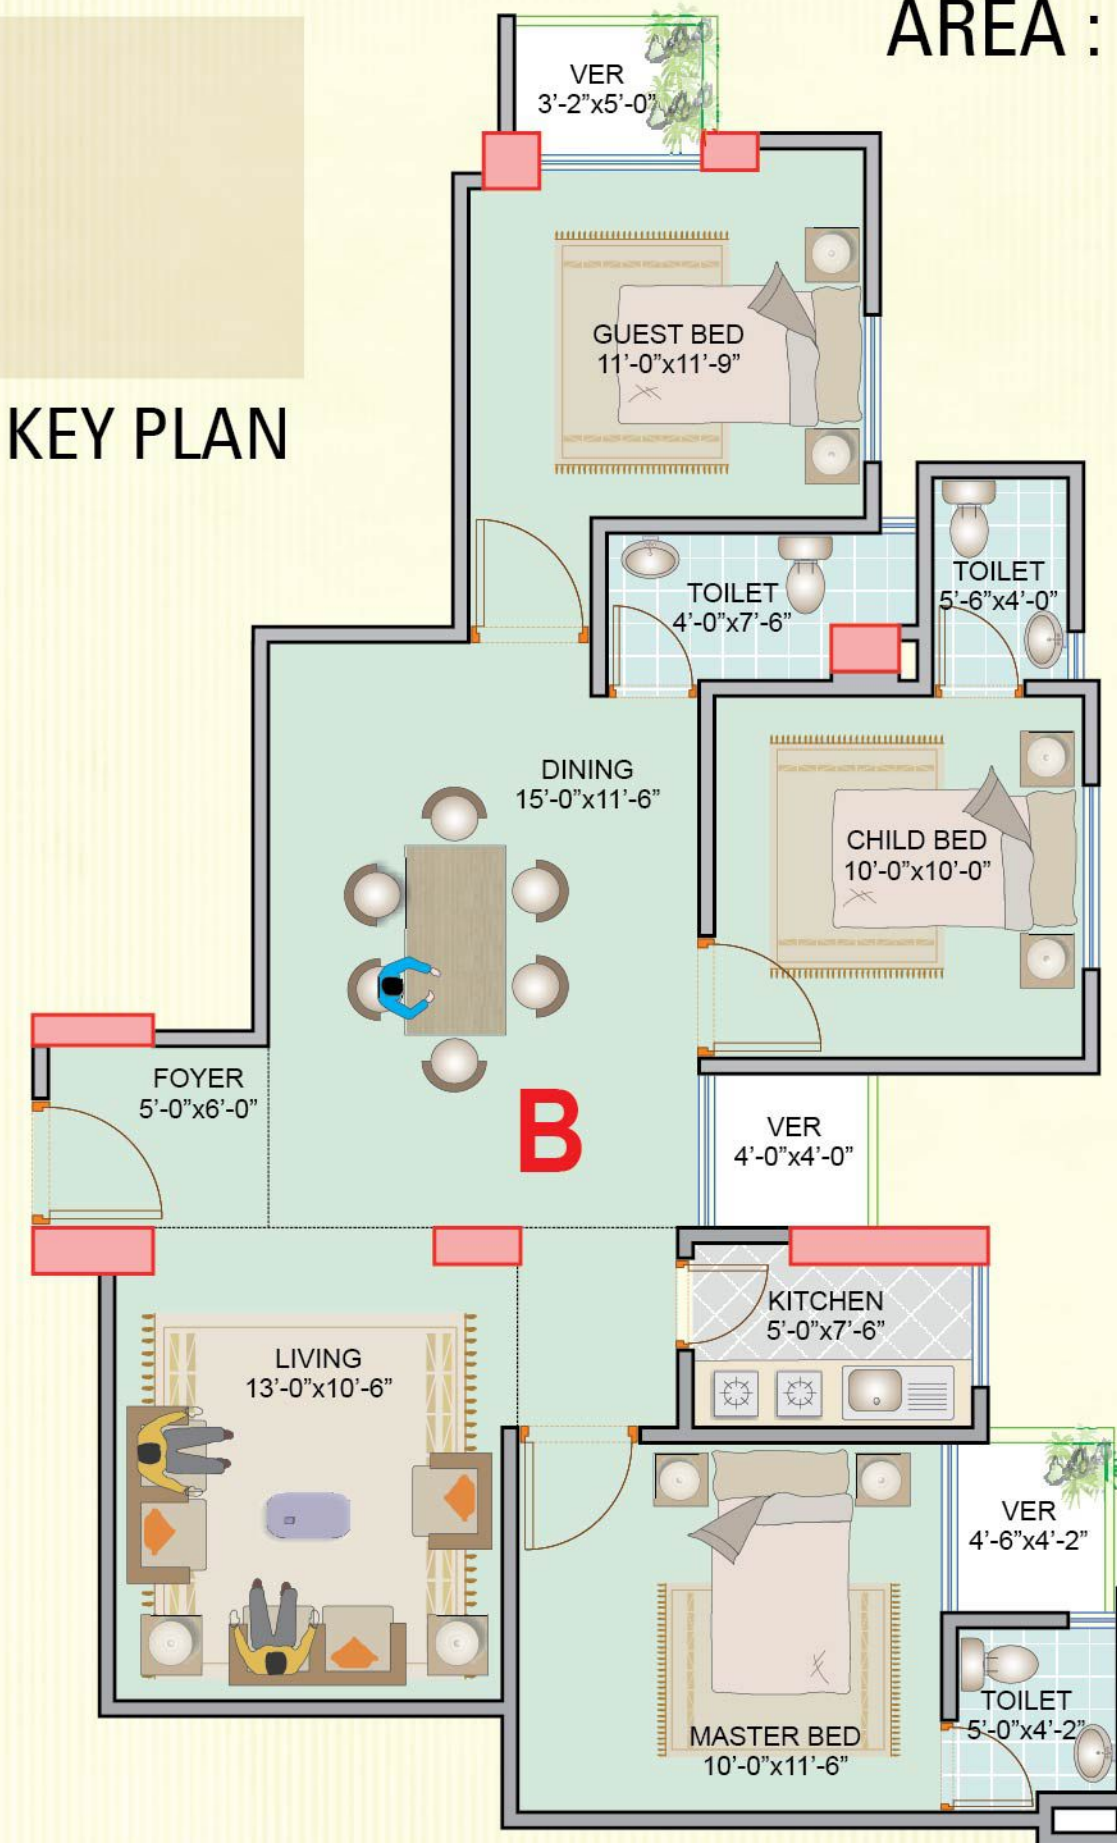 AREA :
VER
3’-2”x5’-0”
GUEST BED
11’-0”x11’-9”
KEY PLAN
TOILET
4’-0”x7’-6”
TOILET
5’-6”x4’-0”
DINING
15’-0”x11’-6”
CHILD BED
10’-0”x10’-0”
FOYER
5’-0”x6’-0”
B
VER
4’-0”x4’-0”
KITCHEN
5’-0”x7’-6”
LIVING
13’-0”x10’-6”
VER
4’-6”x4’-2”
TOILET
5’-0”x4’-2”
MASTER BED
10’-0”x11’-6”